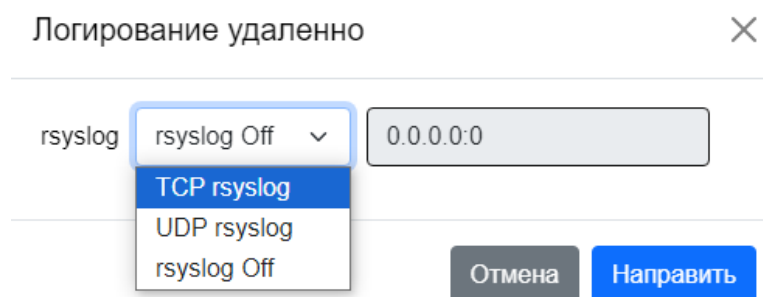 Логирование удаленно
rsyslog rsyslog Off 0.0.0.0:0
TCP rsyslog
UDP rsyslog
rsyslog Off
Отмена Направить